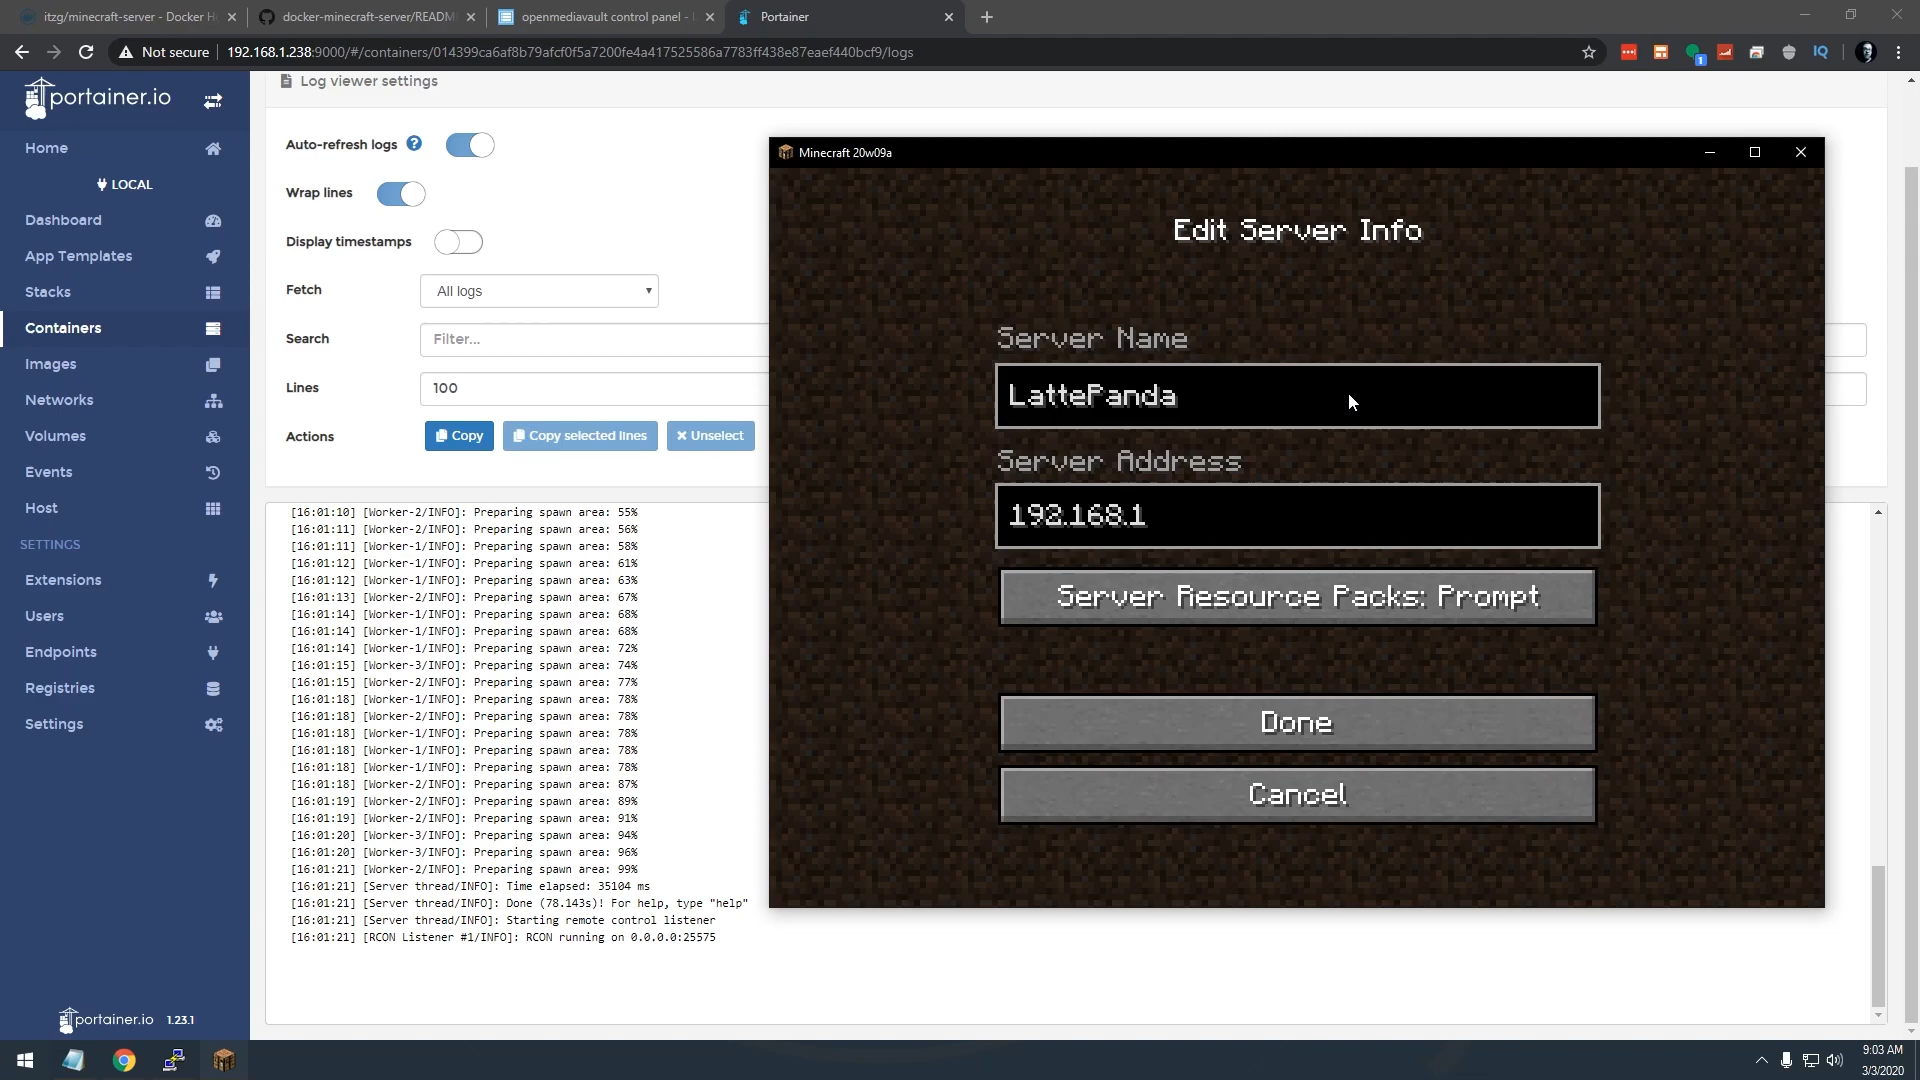 itzg/minecraft-server - Docker H
docker-minecraft-server/READM
openmediavault control panel - 
Portainer
Not secure
192.168.1.238:9000/#/containers/014399ca6af8b79afcf0f5a7200fe4a417525586a7783ff438e87eaef440bcf9/logs
1
IQ
portainer.io
Home
LOCAL
Dashboard
App Templates
Stacks
Containers
Images
Networks
Volumes
Events
Host
SETTINGS
Extensions
Users
Endpoints
Registries
Settings
portainer.io 1.23.1
Log viewer settings
Auto-refresh logs
Wrap lines
Display timestamps
Fetch
All logs
Search
Filter...
Lines
100
Actions
Copy
Copy selected lines
Unselect
[16:01:10] [Worker-2/INFO]: Preparing spawn area: 55%
[16:01:11] [Worker-2/INFO]: Preparing spawn area: 56%
[16:01:11] [Worker-1/INFO]: Preparing spawn area: 58%
[16:01:12] [Worker-1/INFO]: Preparing spawn area: 61%
[16:01:12] [Worker-1/INFO]: Preparing spawn area: 63%
[16:01:13] [Worker-2/INFO]: Preparing spawn area: 67%
[16:01:14] [Worker-1/INFO]: Preparing spawn area: 68%
[16:01:14] [Worker-1/INFO]: Preparing spawn area: 68%
[16:01:14] [Worker-1/INFO]: Preparing spawn area: 72%
[16:01:15] [Worker-3/INFO]: Preparing spawn area: 74%
[16:01:15] [Worker-2/INFO]: Preparing spawn area: 77%
[16:01:18] [Worker-1/INFO]: Preparing spawn area: 78%
[16:01:18] [Worker-2/INFO]: Preparing spawn area: 78%
[16:01:18] [Worker-1/INFO]: Preparing spawn area: 78%
[16:01:18] [Worker-1/INFO]: Preparing spawn area: 78%
[16:01:18] [Worker-1/INFO]: Preparing spawn area: 78%
[16:01:18] [Worker-2/INFO]: Preparing spawn area: 87%
[16:01:19] [Worker-2/INFO]: Preparing spawn area: 89%
[16:01:19] [Worker-2/INFO]: Preparing spawn area: 91%
[16:01:20] [Worker-3/INFO]: Preparing spawn area: 94%
[16:01:20] [Worker-3/INFO]: Preparing spawn area: 96%
[16:01:21] [Worker-2/INFO]: Preparing spawn area: 99%
[16:01:21] [Server thread/INFO]: Time elapsed: 35104 ms
[16:01:21] [Server thread/INFO]: Done (78.143s)! For help, type "help"
[16:01:21] [Server thread/INFO]: Starting remote control listener
[16:01:21] [RCON Listener #1/INFO]: RCON running on 0.0.0.0:25575
Minecraft 20w09a
Edit Server Info
Server Name
LattePanda
Server Address
192.168.1
Server Resource Packs: Prompt
Done
Cancel
9:03 AM
3/3/2020